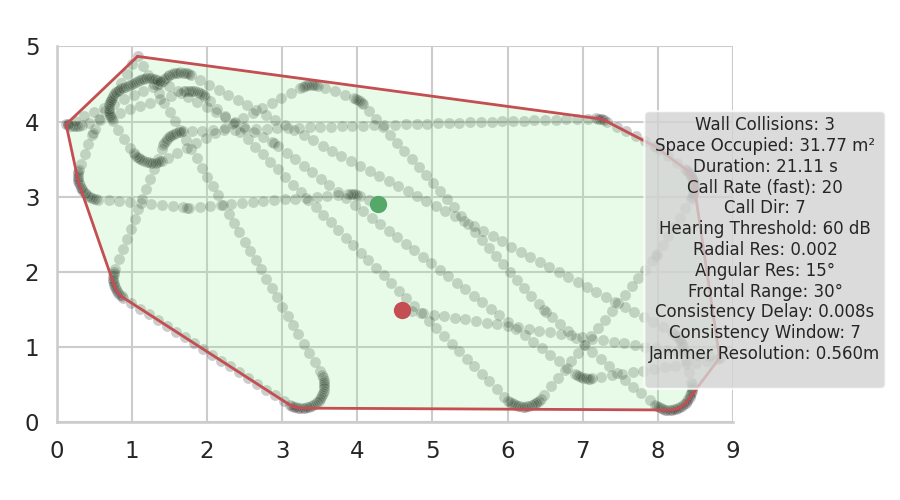 5
4
3
2
1
0
0 1 2 3 4 5 6 7 8 9
Wall Collisions: 3
Space Occupied: 31.77 m²
Duration: 21.11 s
Call Rate (fast): 20
Call Dir: 7
Hearing Threshold: 60 dB
Radial Res: 0.002
Angular Res: 15°
Frontal Range: 30°
Consistency Delay: 0.008s
Consistency Window: 7
Jammer Resolution: 0.560m